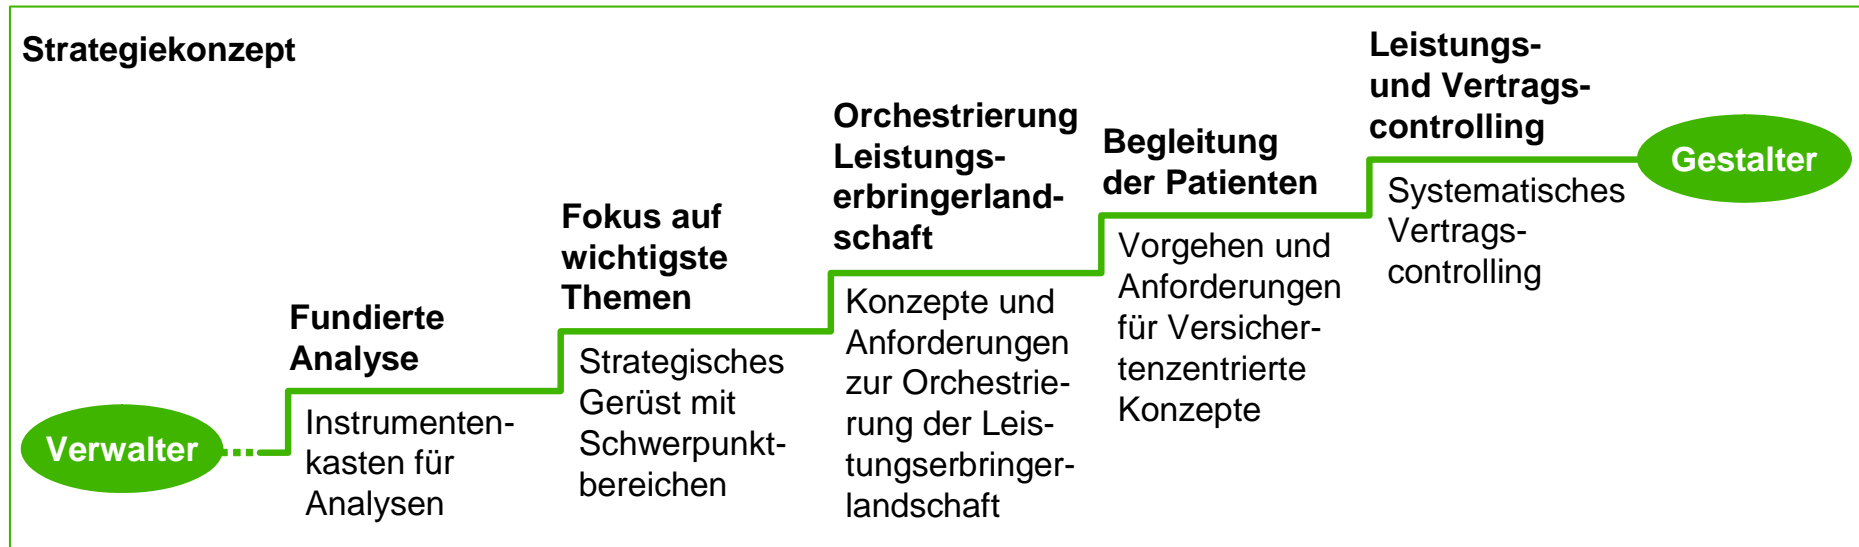 Strategiekonzept
Verwalter
Fundierte
Analyse
Instrumenten-
kasten für
Analysen
Fokus auf
wichtigste
Themen
Strategisches
Gerüst mit
Schwerpunkt-
bereichen
Orchestrierung
Leistungs-
erbringerland-
schaft
Konzepte und
Anforderungen
zur Orchestrie-
rung der Leis-
tungserbringer-
landschaft
Begleitung
der Patienten
Vorgehen und
Anforderungen
für Versicher-
tenzentrierte
Konzepte
Leistungs-
und Vertrags-
controlling
Systematisches
Vertrags-
controlling
Gestalter